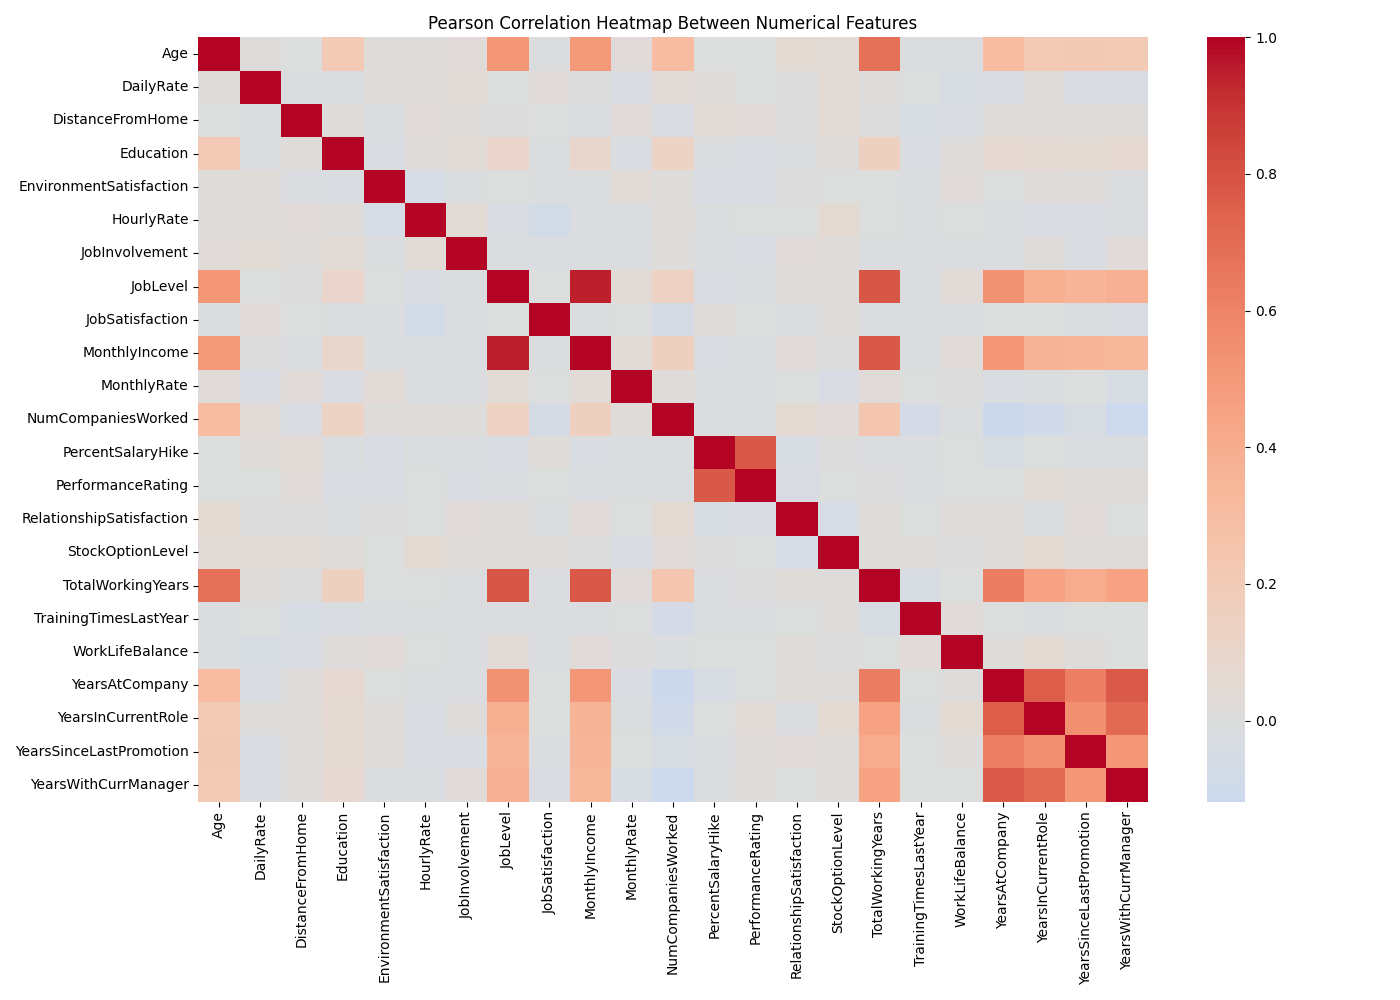 Pearson Correlation Heatmap Between Numerical Features
Age
DailyRate
DistanceFromHome
Education
EnvironmentSatisfaction
HourlyRate
JobInvolvement
JobLevel
JobSatisfaction
MonthlyIncome
MonthlyRate
NumCompaniesWorked
PercentSalaryHike
PerformanceRating
RelationshipSatisfaction
StockOptionLevel
TotalWorkingYears
TrainingTimesLastYear
WorkLifeBalance
YearsAtCompany
YearsInCurrentRole
YearsSinceLastPromotion
YearsWithCurrManager
Age
DailyRate
DistanceFromHome
Education
EnvironmentSatisfaction
HourlyRate
JobInvolvement
JobLevel
JobSatisfaction
MonthlyIncome
MonthlyRate
NumCompaniesWorked
PercentSalaryHike
PerformanceRating
RelationshipSatisfaction
StockOptionLevel
TotalWorkingYears
TrainingTimesLastYear
WorkLifeBalance
YearsAtCompany
YearsInCurrentRole
YearsSinceLastPromotion
YearsWithCurrManager
1.0
0.8
0.6
0.4
0.2
0.0